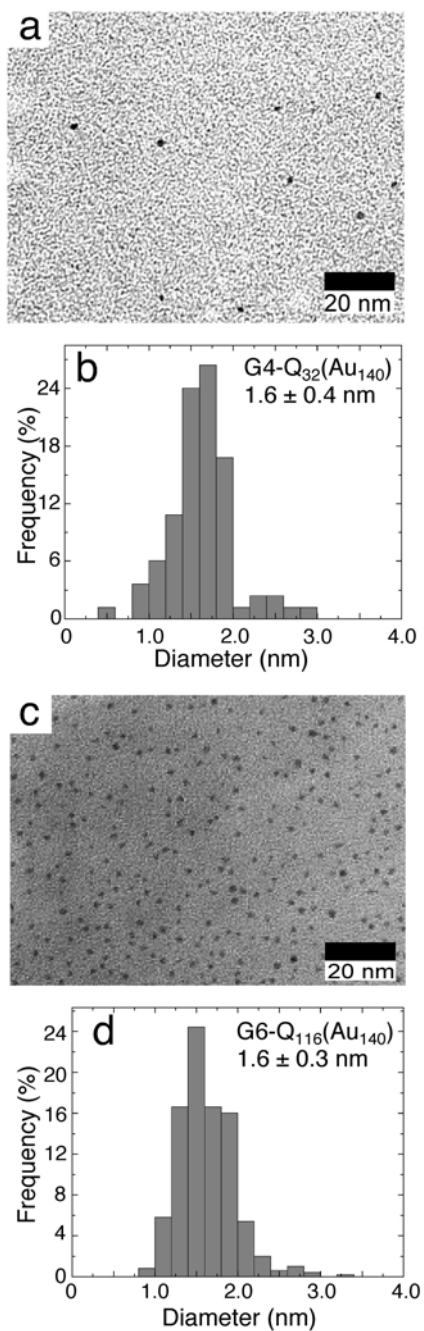 a
20 nm
b
G4-Q₃₂(Au₁₄₀)
1.6 ± 0.4 nm
24
18
12
6
0
Frequency (%)
0 1.0 2.0 3.0 4.0
Diameter (nm)
c
20 nm
d
G6-Q₁₁₆(Au₁₄₀)
1.6 ± 0.3 nm
24
20
16
12
8
4
0
Frequency (%)
0 1.0 2.0 3.0 4.0
Diameter (nm)